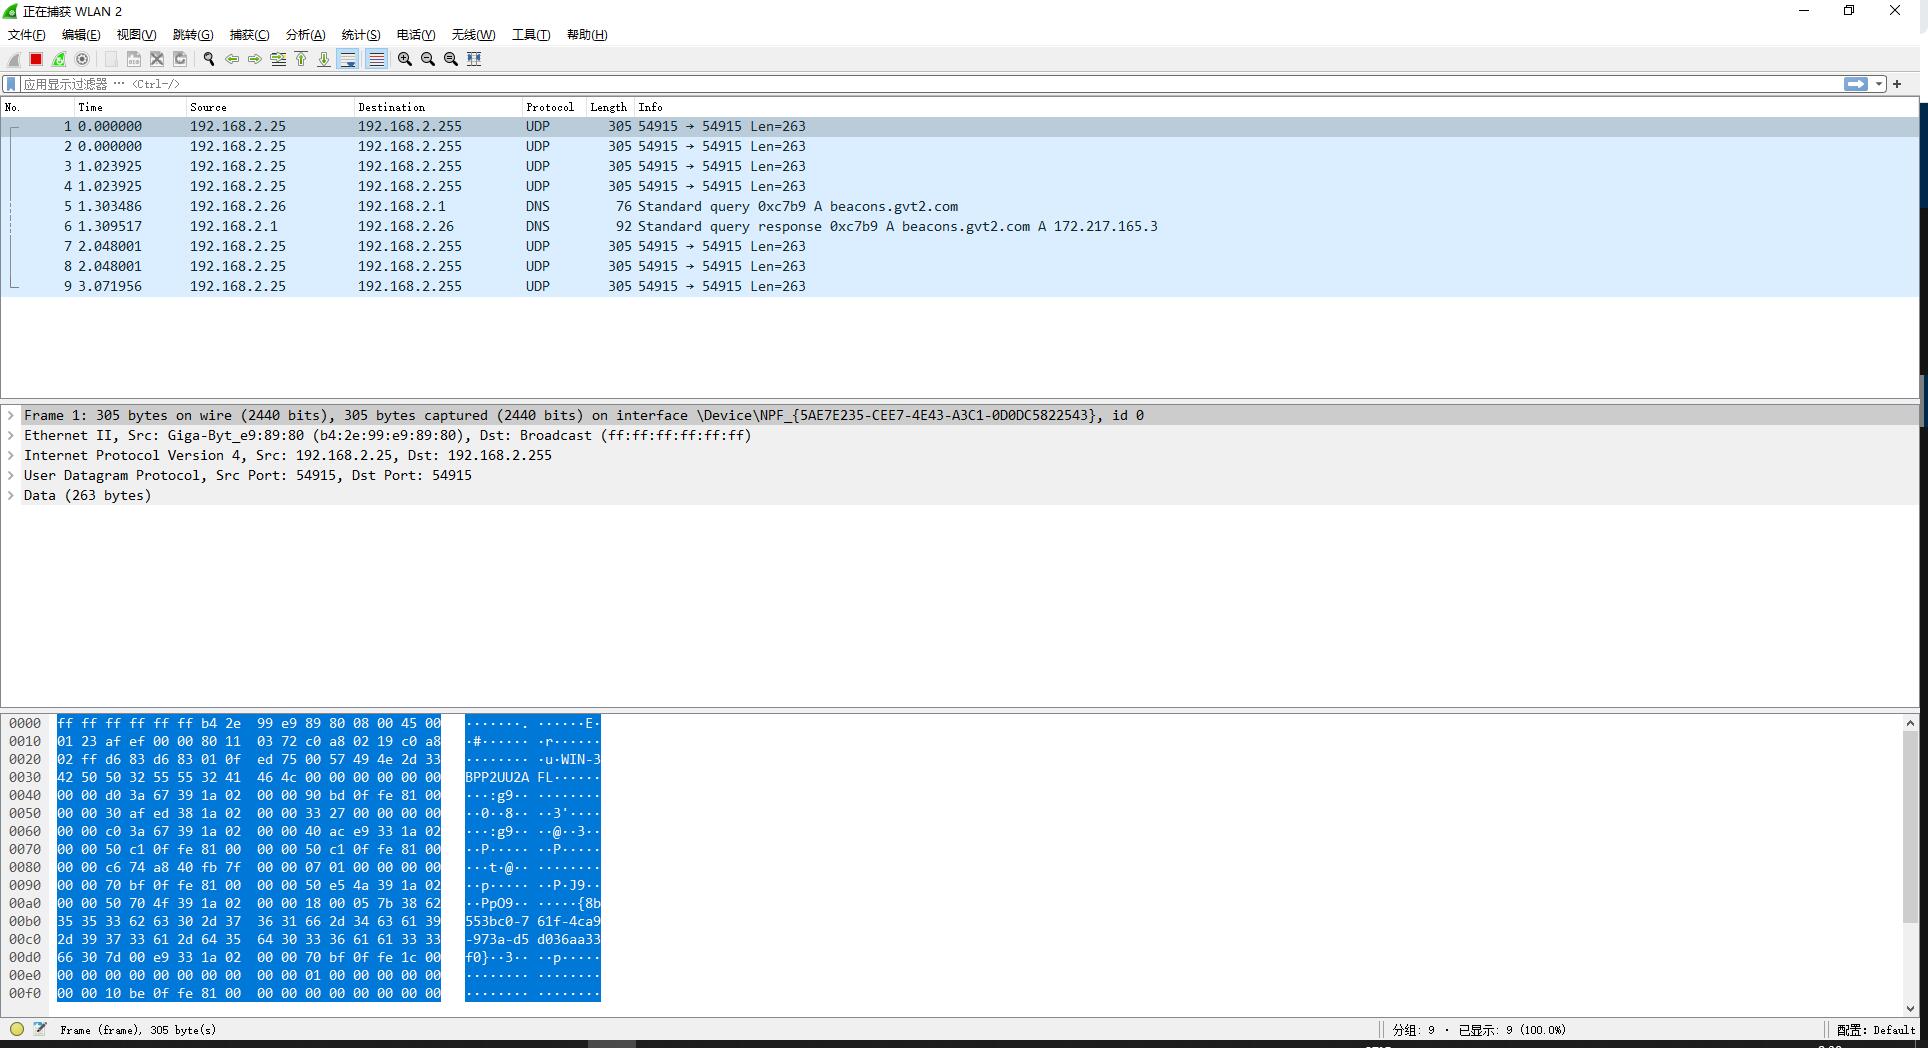 正在捕获 WLAN 2
文件(F) 编辑(E) 视图(V) 跳转(G) 捕获(C) 分析(A) 统计(S) 电话(Y) 无线(W) 工具(T) 帮助(H)
应用显示过滤器 … <Ctrl-/>
No. Time Source Destination Protocol Length Info
1 0.000000 192.168.2.25 192.168.2.255 UDP 305 54915 → 54915 Len=263
2 0.000000 192.168.2.25 192.168.2.255 UDP 305 54915 → 54915 Len=263
3 1.023925 192.168.2.25 192.168.2.255 UDP 305 54915 → 54915 Len=263
4 1.023925 192.168.2.25 192.168.2.255 UDP 305 54915 → 54915 Len=263
5 1.303486 192.168.2.26 192.168.2.1 DNS 76 Standard query 0xc7b9 A beacons.gvt2.com
6 1.309517 192.168.2.1 192.168.2.26 DNS 92 Standard query response 0xc7b9 A beacons.gvt2.com A 172.217.165.3
7 2.048001 192.168.2.25 192.168.2.255 UDP 305 54915 → 54915 Len=263
8 2.048001 192.168.2.25 192.168.2.255 UDP 305 54915 → 54915 Len=263
9 3.071956 192.168.2.25 192.168.2.255 UDP 305 54915 → 54915 Len=263
Frame 1: 305 bytes on wire (2440 bits), 305 bytes captured (2440 bits) on interface \Device\NPF_{5AE7E235-CEE7-4E43-A3C1-0D0DC5822543}, id 0
Ethernet II, Src: Giga-Byt_e9:89:80 (b4:2e:99:e9:89:80), Dst: Broadcast (ff:ff:ff:ff:ff:ff)
Internet Protocol Version 4, Src: 192.168.2.25, Dst: 192.168.2.255
User Datagram Protocol, Src Port: 54915, Dst Port: 54915
Data (263 bytes)
0000 ff ff ff ff ff ff b4 2e 99 e9 89 80 08 00 45 00 ········ ······E·
0010 01 23 af ef 00 00 80 11 03 72 c0 a8 02 19 c0 a8 ·#······ ·r······
0020 02 ff d6 83 d6 83 01 0f ed 75 00 57 49 4e 2d 33 ········ ·u·WIN-3
0030 42 50 50 32 55 55 32 41 46 4c 00 00 00 00 00 00 BPP2UU2A FL······
0040 00 00 d0 3a 67 39 1a 02 00 00 90 bd 0f fe 81 00 ···:g9·· ········
0050 00 00 30 af ed 38 1a 02 00 00 33 27 00 00 00 00 ··0··8·· ··3'····
0060 00 00 c0 3a 67 39 1a 02 00 00 40 ac e9 33 1a 02 ···:g9·· ··@··3··
0070 00 00 50 c1 0f fe 81 00 00 00 50 c1 0f fe 81 00 ··P····· ··P·····
0080 00 00 c6 74 a8 40 fb 7f 00 00 07 01 00 00 00 00 ···t·@·· ········
0090 00 00 70 bf 0f fe 81 00 00 00 50 e5 4a 39 1a 02 ··p····· ··P·J9··
00a0 00 00 50 70 4f 39 1a 02 00 00 18 00 05 7b 38 62 ··PpO9·· ·····{8b
00b0 35 35 33 62 63 30 2d 37 36 31 66 2d 34 63 61 39 553bc0-7 61f-4ca9
00c0 2d 39 37 33 61 2d 64 35 64 30 33 36 61 61 33 33 -973a-d5 d036aa33
00d0 66 30 7d 00 e9 33 1a 02 00 00 70 bf 0f fe 1c 00 f0}··3·· ··p·····
00e0 00 00 00 00 00 00 00 00 00 00 01 00 00 00 00 00 ········ ········
00f0 00 00 10 be 0f fe 81 00 00 00 00 00 00 00 00 00 ········ ········
Frame (frame), 305 byte(s) 分组: 9 · 已显示: 9 (100.0%) 配置: Default